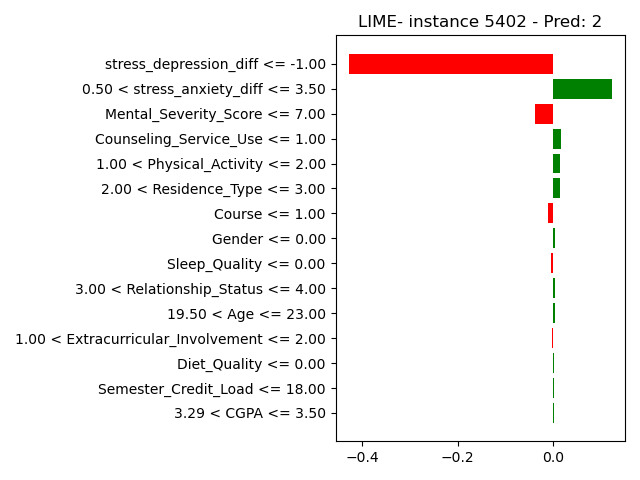 LIME- instance 5402 - Pred: 2
stress_depression_diff <= -1.00
0.50 < stress_anxiety_diff <= 3.50
Mental_Severity_Score <= 7.00
Counseling_Service_Use <= 1.00
1.00 < Physical_Activity <= 2.00
2.00 < Residence_Type <= 3.00
Course <= 1.00
Gender <= 0.00
Sleep_Quality <= 0.00
3.00 < Relationship_Status <= 4.00
19.50 < Age <= 23.00
1.00 < Extracurricular_Involvement <= 2.00
Diet_Quality <= 0.00
Semester_Credit_Load <= 18.00
3.29 < CGPA <= 3.50
−0.4 −0.2 0.0